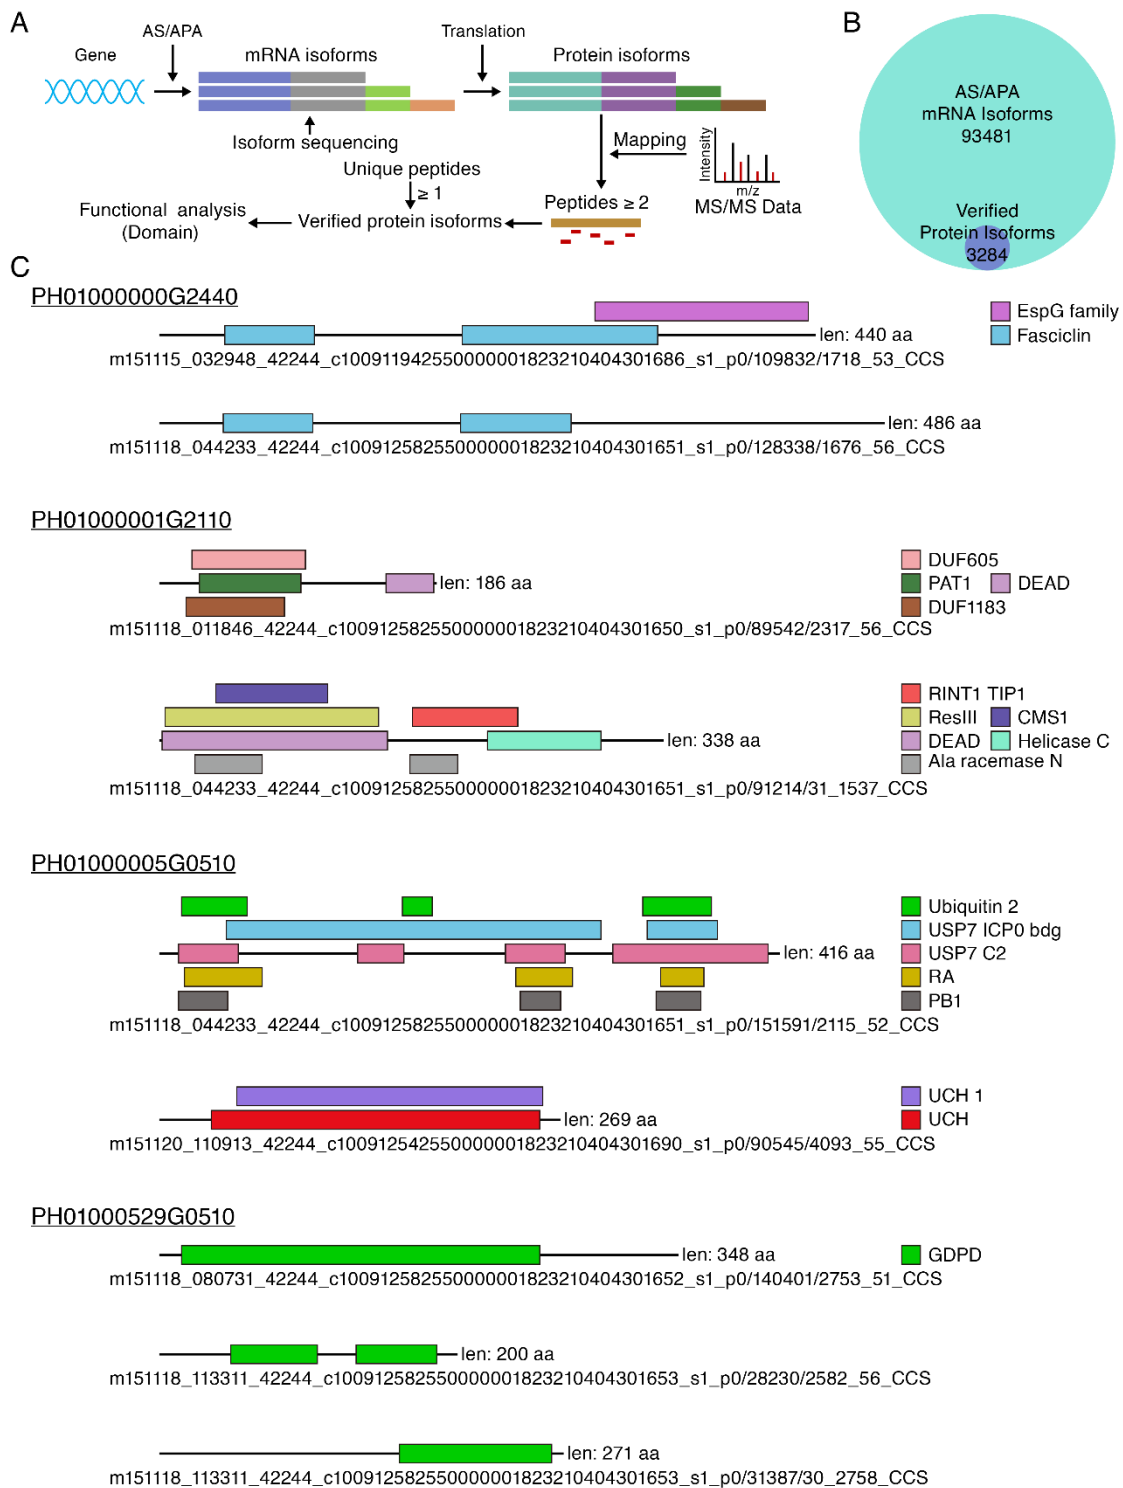 A
AS/APA
Gene
mRNA isoforms
Translation
Protein isoforms
Isoform sequencing
Mapping
Intensity
m/z
MS/MS Data
Unique peptides
≥ 1
Peptides ≥ 2
Functional analysis
(Domain)
Verified protein isoforms
B
AS/APA
mRNA Isoforms
93481
Verified
Protein Isoforms
3284
C
PH01000000G2440
len: 440 aa
m151115_032948_42244_c100911942550000001823210404301686_s1_p0/109832/1718_53_CCS
EspG family
Fasciclin
len: 486 aa
m151118_044233_42244_c100912582550000001823210404301651_s1_p0/128338/1676_56_CCS
PH01000001G2110
len: 186 aa
m151118_011846_42244_c100912582550000001823210404301650_s1_p0/89542/2317_56_CCS
DUF605
PAT1
DEAD
DUF1183
len: 338 aa
m151118_044233_42244_c100912582550000001823210404301651_s1_p0/91214/31_1537_CCS
RINT1 TIP1
ResIII
CMS1
DEAD
Helicase C
Ala racemase N
PH01000005G0510
len: 416 aa
m151118_044233_42244_c100912582550000001823210404301651_s1_p0/151591/2115_52_CCS
Ubiquitin 2
USP7 ICP0 bdg
USP7 C2
RA
PB1
len: 269 aa
m151120_110913_42244_c100912542550000001823210404301690_s1_p0/90545/4093_55_CCS
UCH 1
UCH
PH01000529G0510
len: 348 aa
m151118_080731_42244_c100912582550000001823210404301652_s1_p0/140401/2753_51_CCS
GDPD
len: 200 aa
m151118_113311_42244_c100912582550000001823210404301653_s1_p0/28230/2582_56_CCS
len: 271 aa
m151118_113311_42244_c100912582550000001823210404301653_s1_p0/31387/30_2758_CCS